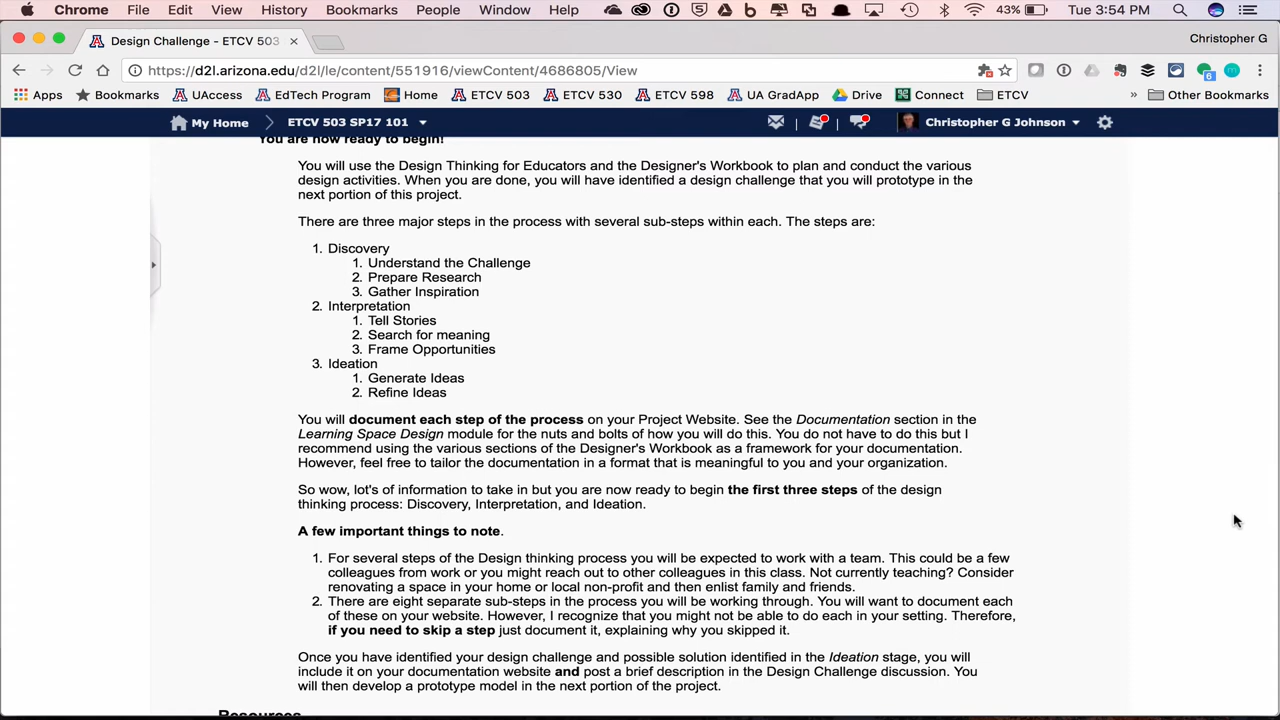 Chrome File Edit View History Bookmarks People Window Help 43% Tue 3:54 PM
Design Challenge - ETCV 503 Christopher G
https://d2l.arizona.edu/d2l/le/content/551916/viewContent/4686805/View 6
Apps Bookmarks UAccess EdTech Program Home ETCV 503 ETCV 530 ETCV 598 UA GradApp Drive Connect ETCV » Other Bookmarks
My Home ETCV 503 SP17 101 Christopher G Johnson
You are now ready to begin!
You will use the Design Thinking for Educators and the Designer's Workbook to plan and conduct the various
design activities. When you are done, you will have identified a design challenge that you will prototype in the
next portion of this project.
There are three major steps in the process with several sub-steps within each. The steps are:
1. Discovery
1. Understand the Challenge
2. Prepare Research
3. Gather Inspiration
2. Interpretation
1. Tell Stories
2. Search for meaning
3. Frame Opportunities
3. Ideation
1. Generate Ideas
2. Refine Ideas
You will document each step of the process on your Project Website. See the Documentation section in the
Learning Space Design module for the nuts and bolts of how you will do this. You do not have to do this but I
recommend using the various sections of the Designer's Workbook as a framework for your documentation.
However, feel free to tailor the documentation in a format that is meaningful to you and your organization.
So wow, lot's of information to take in but you are now ready to begin the first three steps of the design
thinking process: Discovery, Interpretation, and Ideation.
A few important things to note.
1. For several steps of the Design thinking process you will be expected to work with a team. This could be a few
colleagues from work or you might reach out to other colleagues in this class. Not currently teaching? Consider
renovating a space in your home or local non-profit and then enlist family and friends.
2. There are eight separate sub-steps in the process you will be working through. You will want to document each
of these on your website. However, I recognize that you might not be able to do each in your setting. Therefore,
if you need to skip a step just document it, explaining why you skipped it.
Once you have identified your design challenge and possible solution identified in the Ideation stage, you will
include it on your documentation website and post a brief description in the Design Challenge discussion. You
will then develop a prototype model in the next portion of the project.
Resources